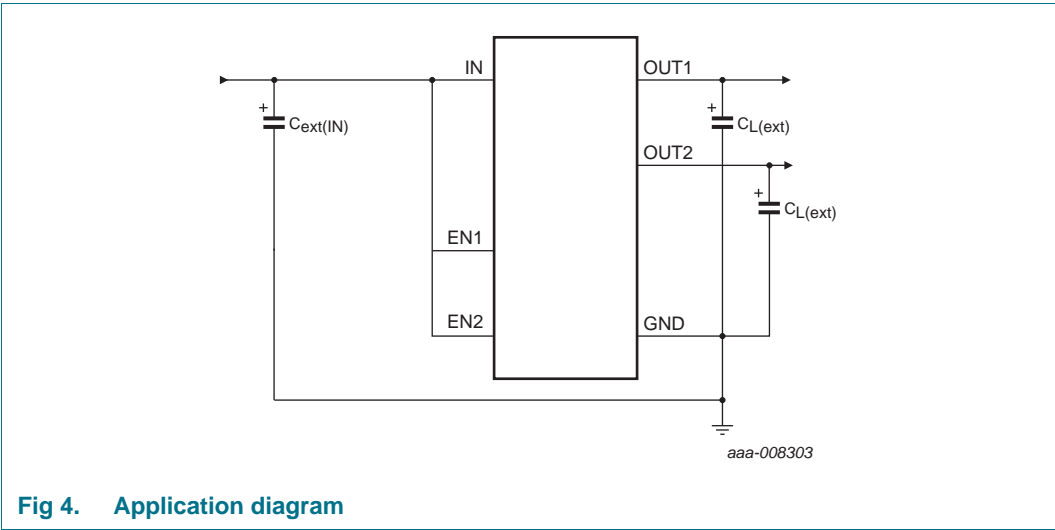 IN
OUT1
+
Cext(IN)
+
CL(ext)
OUT2
+
CL(ext)
EN1
EN2
GND
aaa-008303
Fig 4. Application diagram